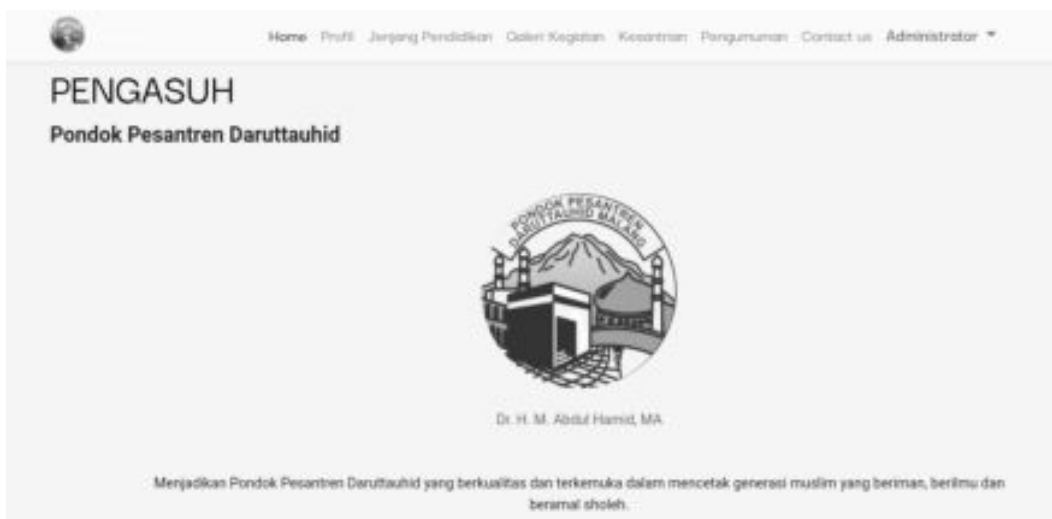 Home Profil Jenjang Pendidikan Galeri Kegiatan Kesantrian Pengumuman Contact us Administrator
PENGASUH
Pondok Pesantren Daruttauhid
PONDOK PESANTREN
DARUTTAUHID MALANG
Dr. H. M. Abdul Hamid, MA
Menjadikan Pondok Pesantren Daruttauhid yang berkualitas dan terkemuka dalam mencetak generasi muslim yang beriman, berilmu dan
beramal sholeh.